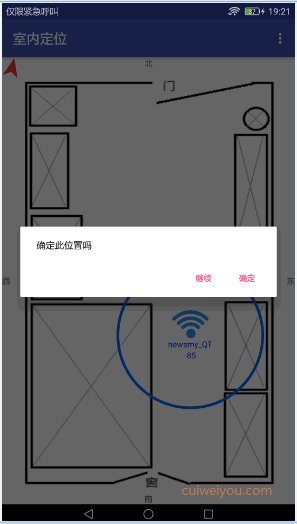 仅限紧急呼叫 19:21
室内定位
北
门
确定此位置吗
继续 确定
西 东
newsmy_QT
-85
窗
南
cuiweiyou.com